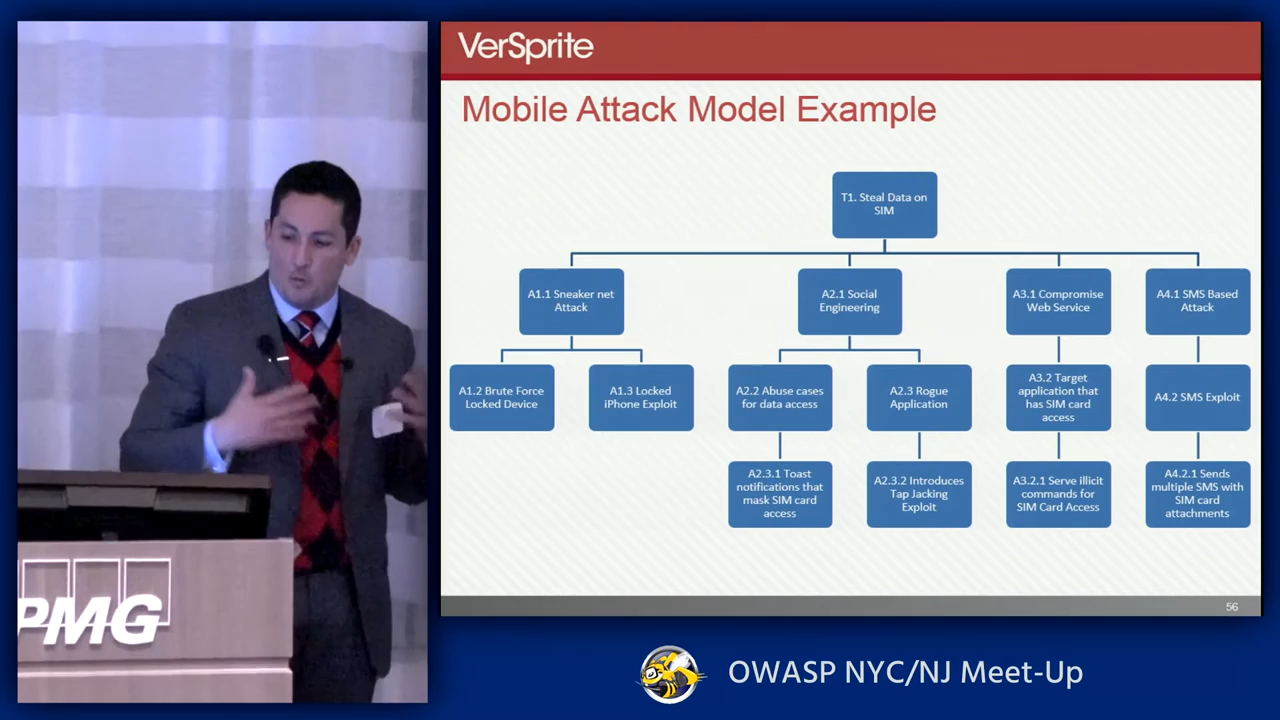 VerSprite
Mobile Attack Model Example
T1. Steal Data on
SIM
A1.1 Sneaker net
Attack
A2.1 Social
Engineering
A3.1 Compromise
Web Service
A4.1 SMS Based
Attack
A1.2 Brute Force
Locked Device
A1.3 Locked
iPhone Exploit
A2.2 Abuse cases
for data access
A2.3 Rogue
Application
A3.2 Target
application that
has SIM card
access
A4.2 SMS Exploit
A2.3.1 Toast
notifications that
mask SIM card
access
A2.3.2 Introduces
Tap Jacking
Exploit
A3.2.1 Serve illicit
commands for
SIM Card Access
A4.2.1 Sends
multiple SMS with
SIM card
attachments
56
PMG
OWASP NYC/NJ Meet-Up